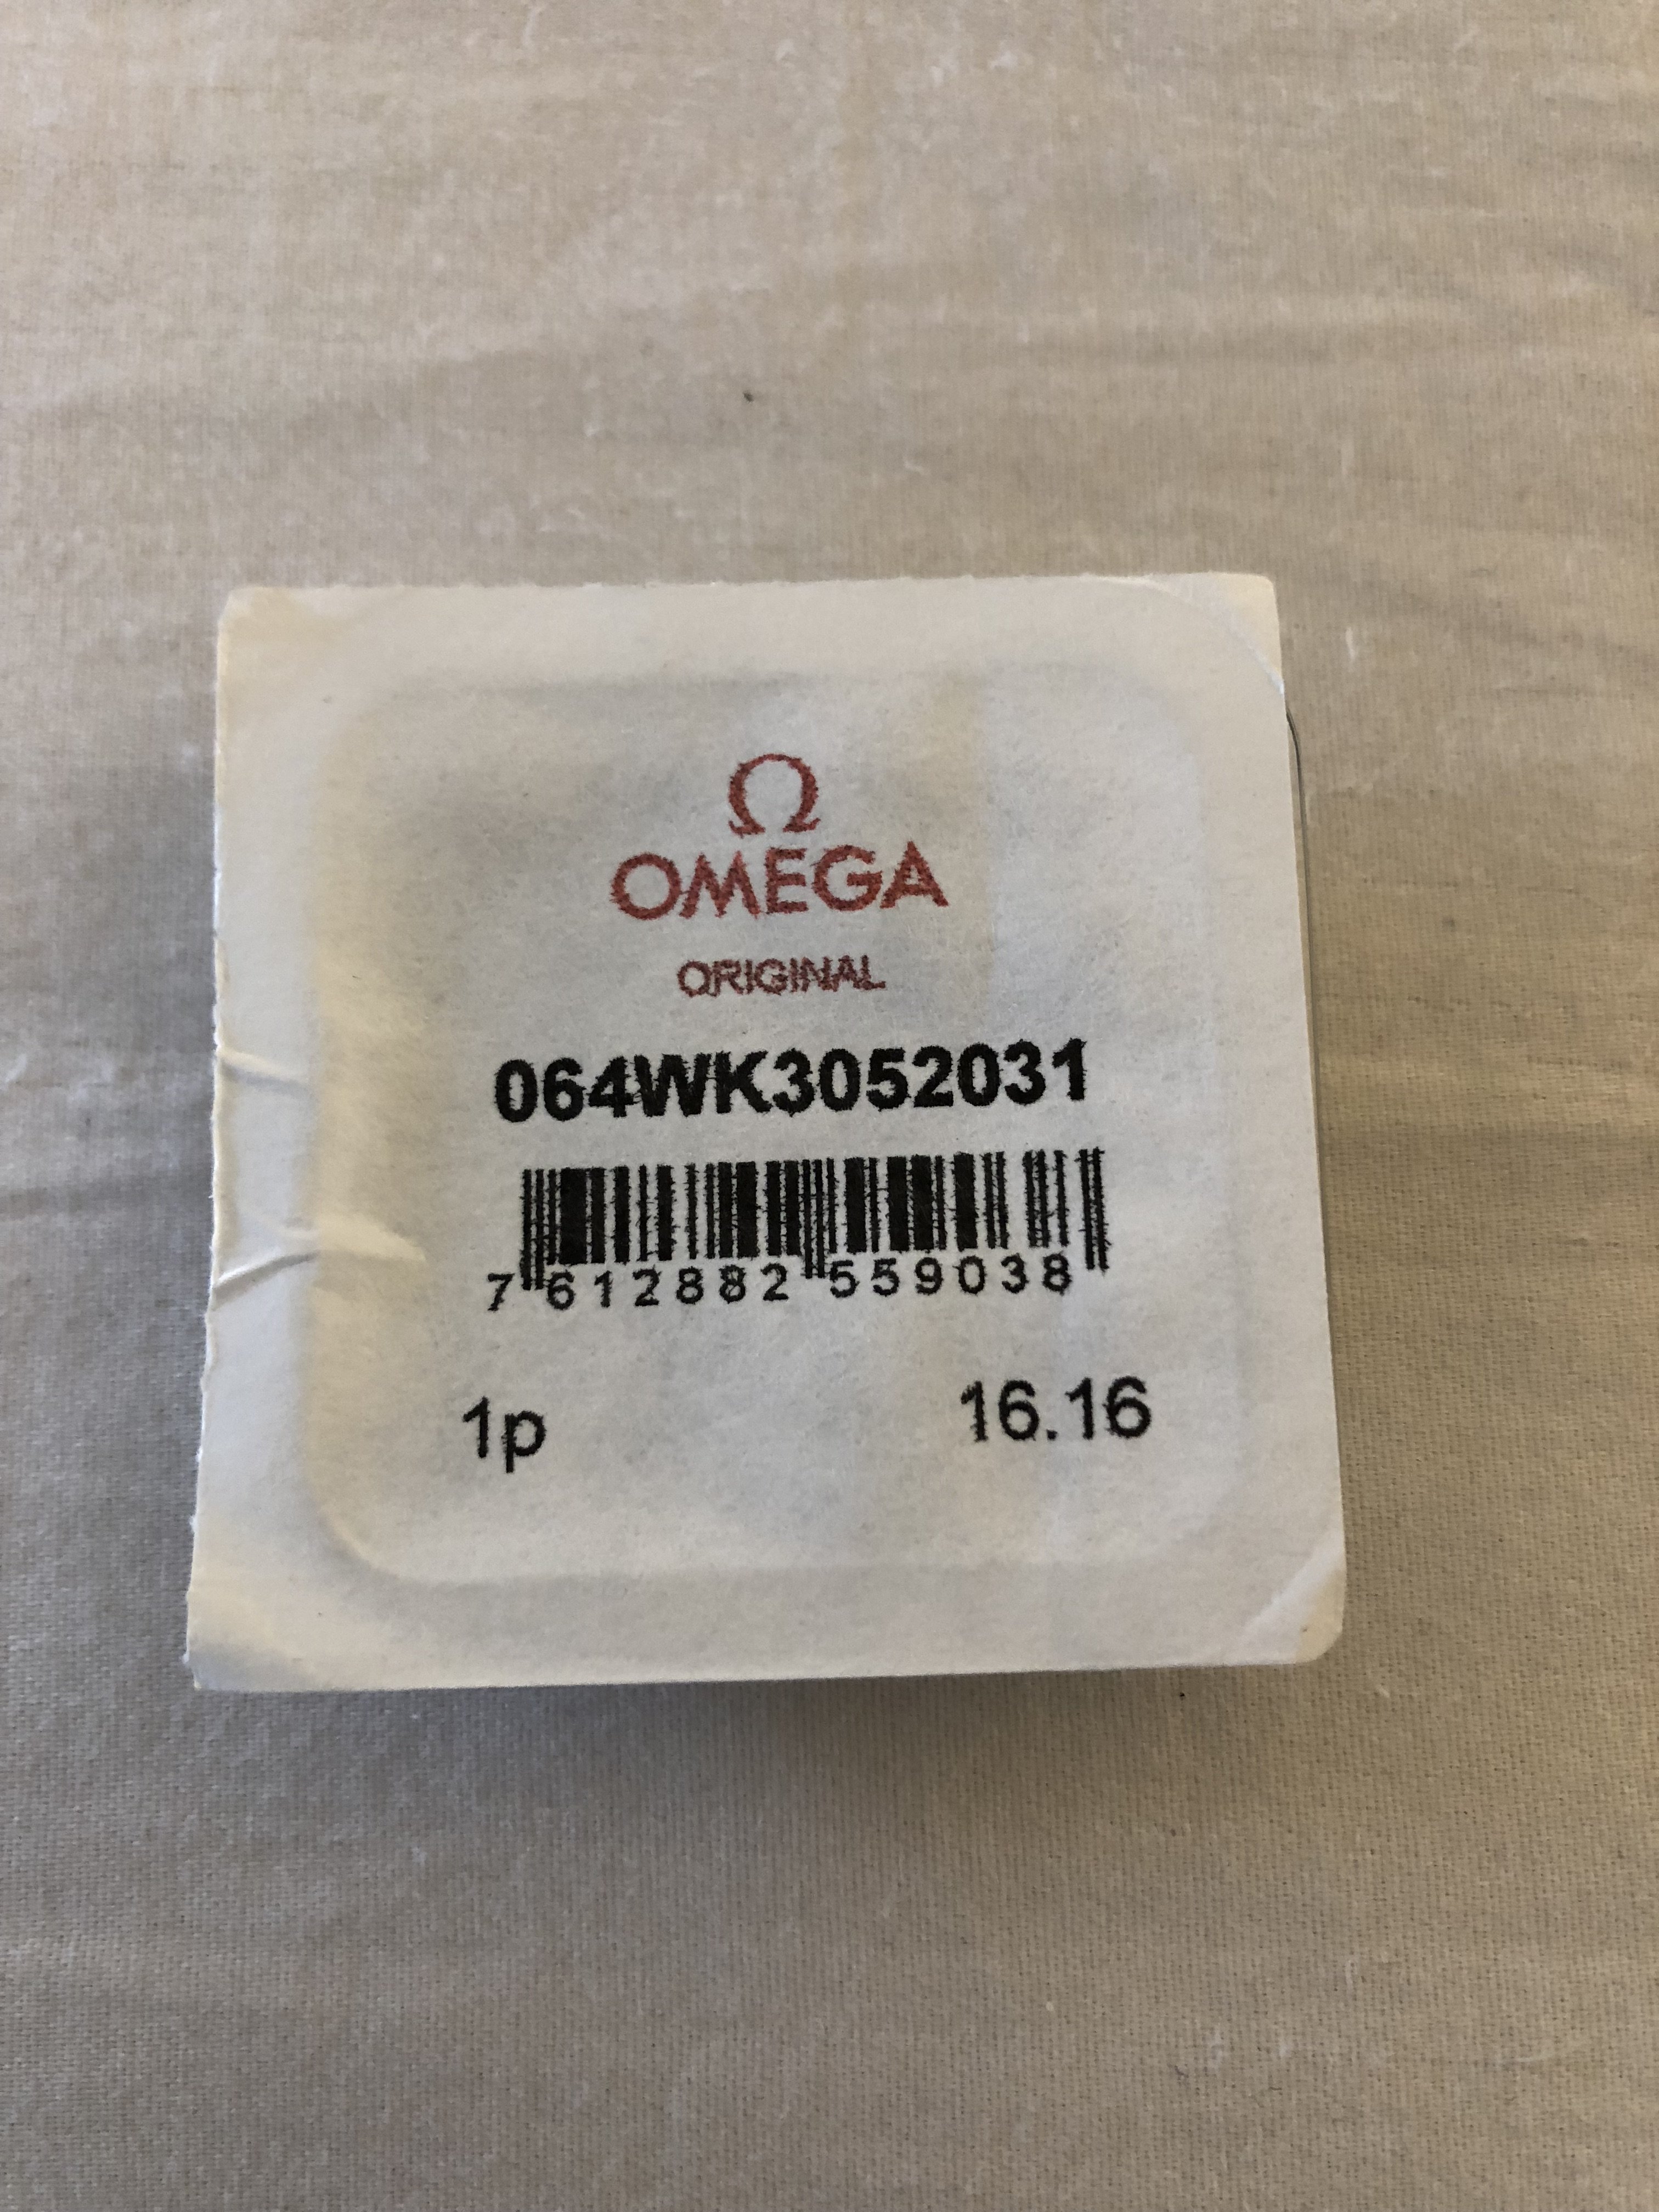 Ω
OMEGA
ORIGINAL
064WK3052031
7 612882 559038
1p 16.16